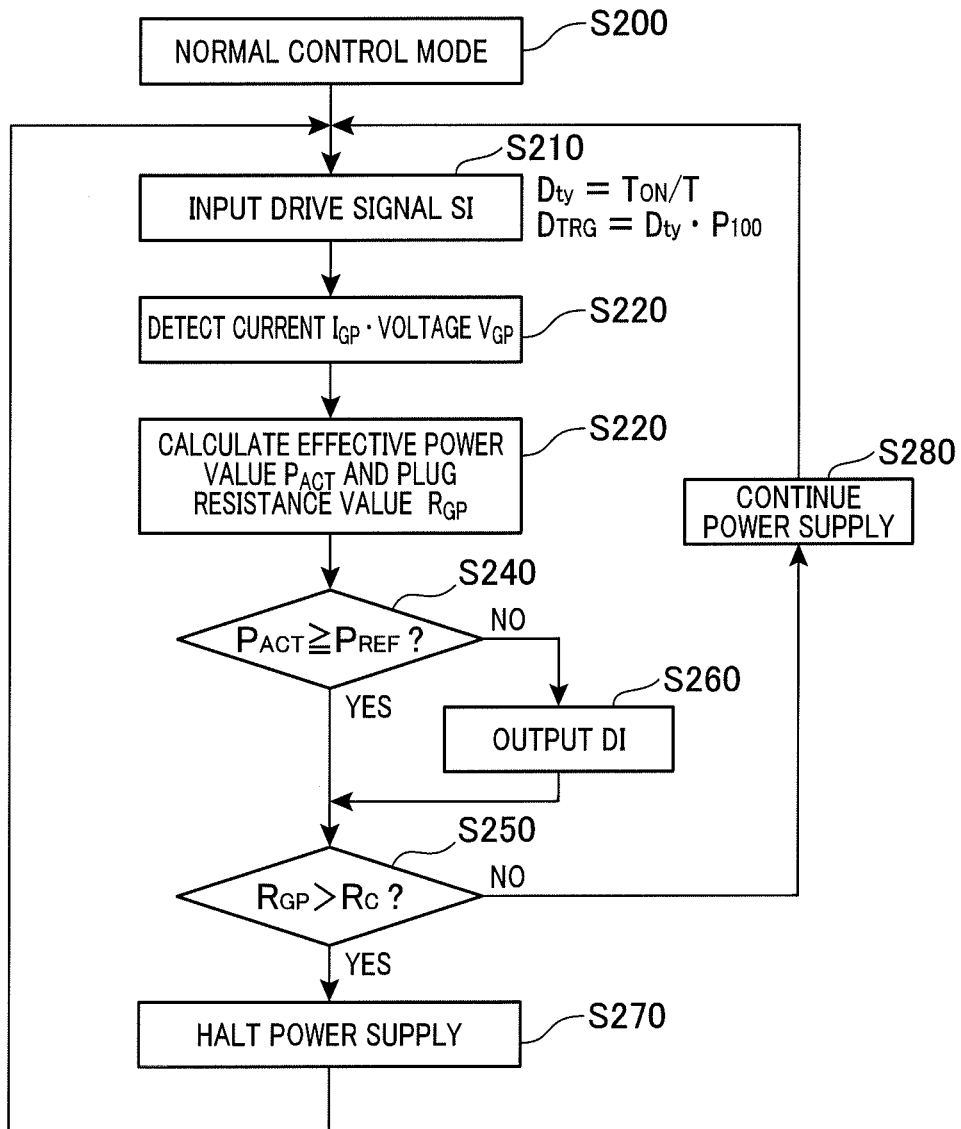 S200
NORMAL CONTROL MODE
S210
INPUT DRIVE SIGNAL SI
Dty = TON/T
DTRG = Dty · P100
S220
DETECT CURRENT IGP · VOLTAGE VGP
S220
CALCULATE EFFECTIVE POWER
VALUE PACT AND PLUG
RESISTANCE VALUE RGP
S280
CONTINUE
POWER SUPPLY
S240
PACT≧PREF ?
NO
YES
S260
OUTPUT DI
S250
RGP>RC ?
NO
YES
S270
HALT POWER SUPPLY